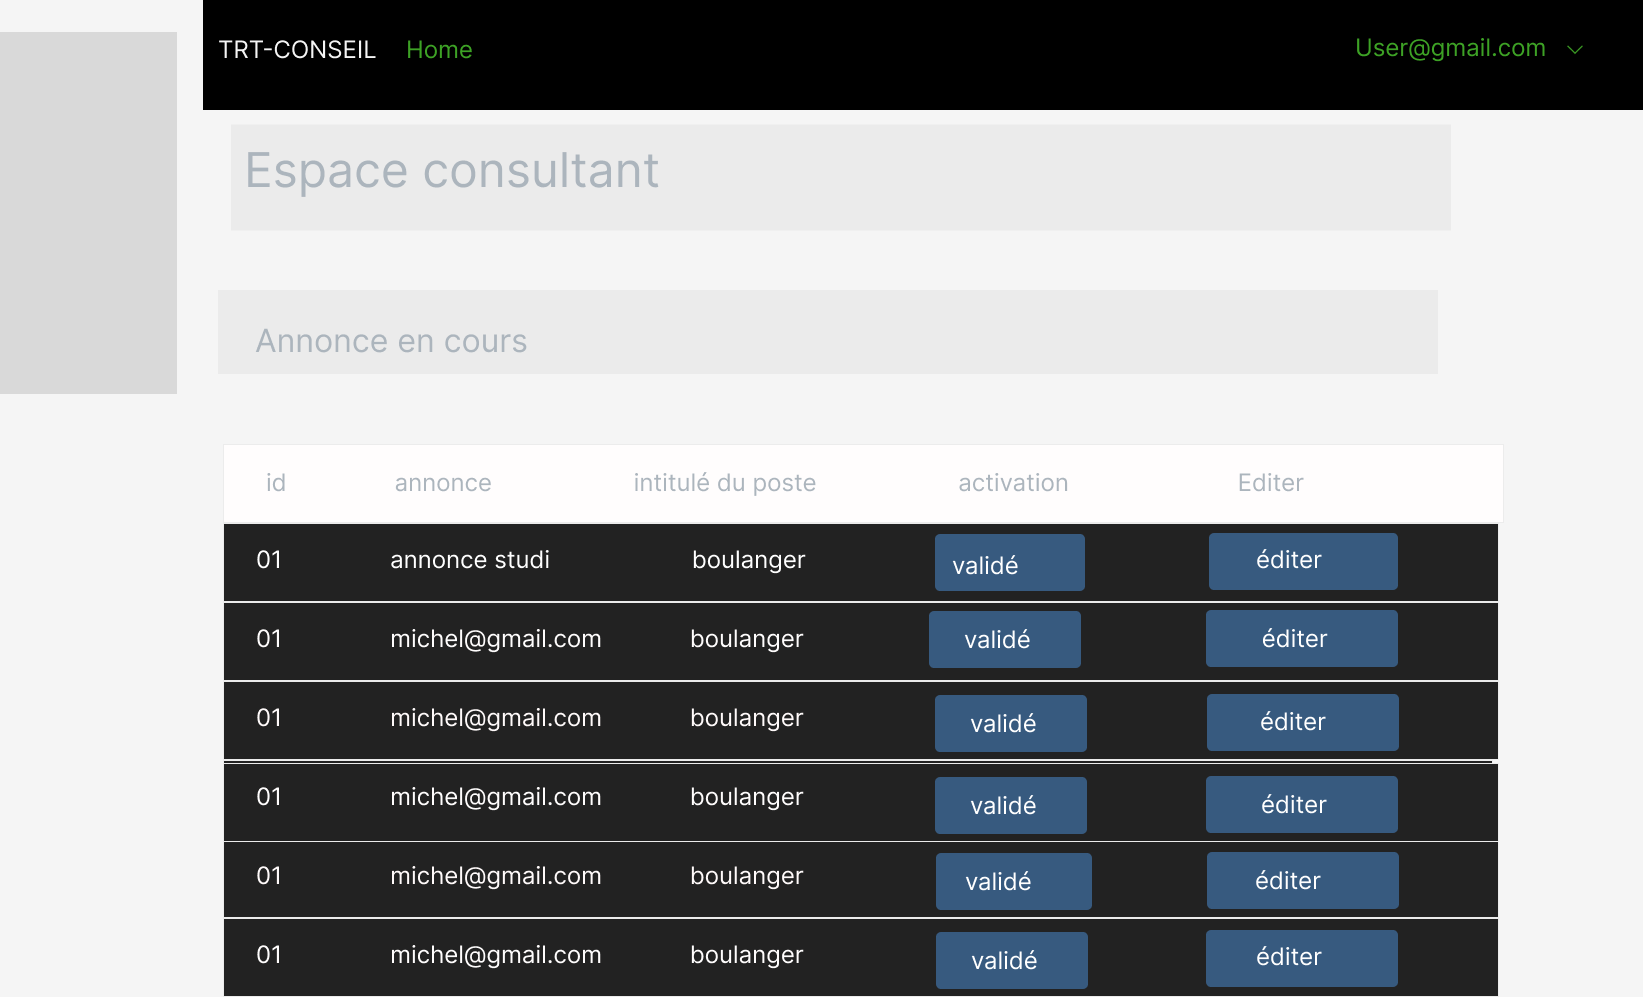 TRT-CONSEIL Home User@gmail.com
Espace consultant
Annonce en cours
id annonce intitulé du poste activation Editer
01 annonce studi boulanger validé éditer
01 michel@gmail.com boulanger validé éditer
01 michel@gmail.com boulanger validé éditer
01 michel@gmail.com boulanger validé éditer
01 michel@gmail.com boulanger validé éditer
01 michel@gmail.com boulanger validé éditer